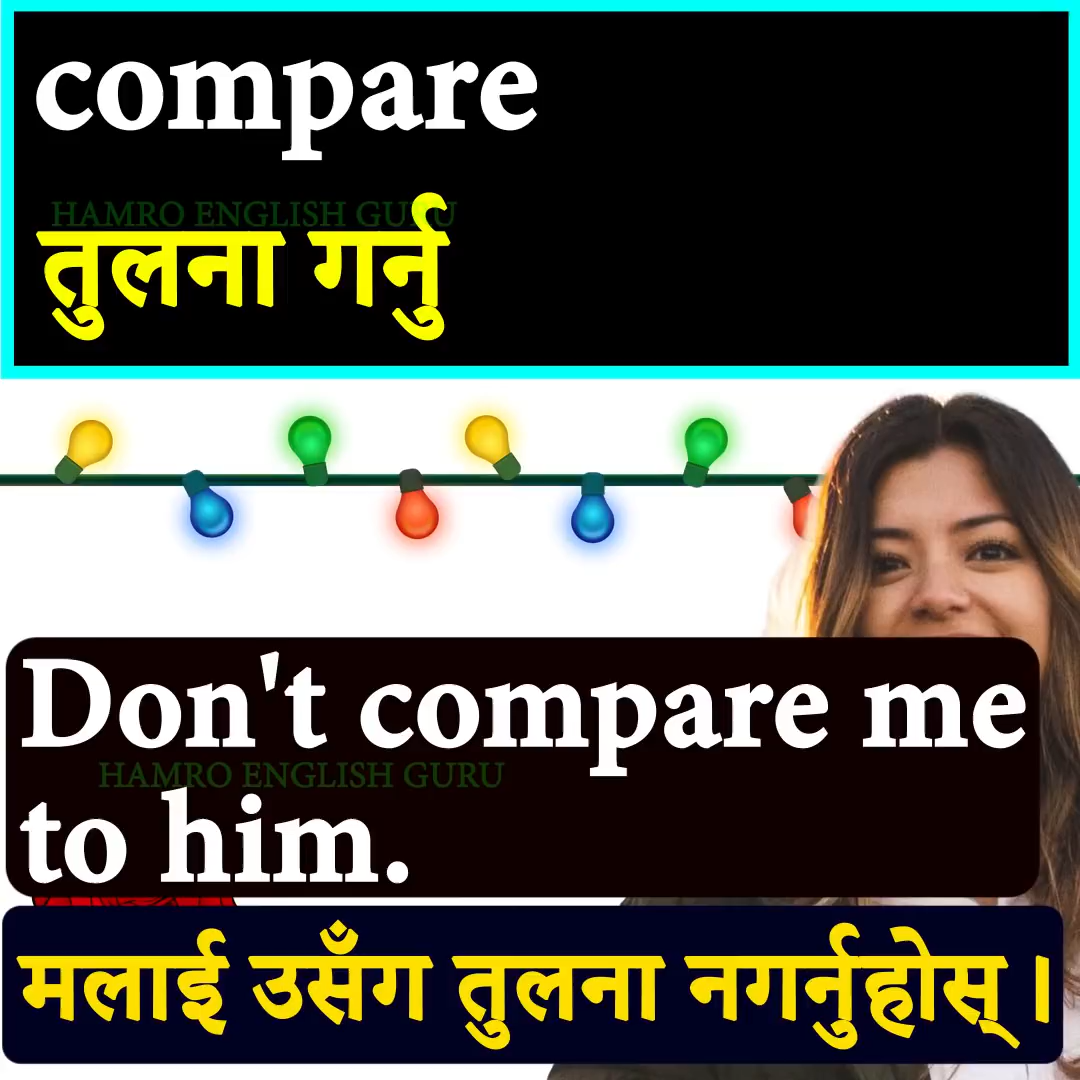 compare
HAMRO ENGLISH GURU
तुलना गर्नु
Don't compare me
HAMRO ENGLISH GURU
to him.
मलाई उसँग तुलना नगर्नुहोस् ।